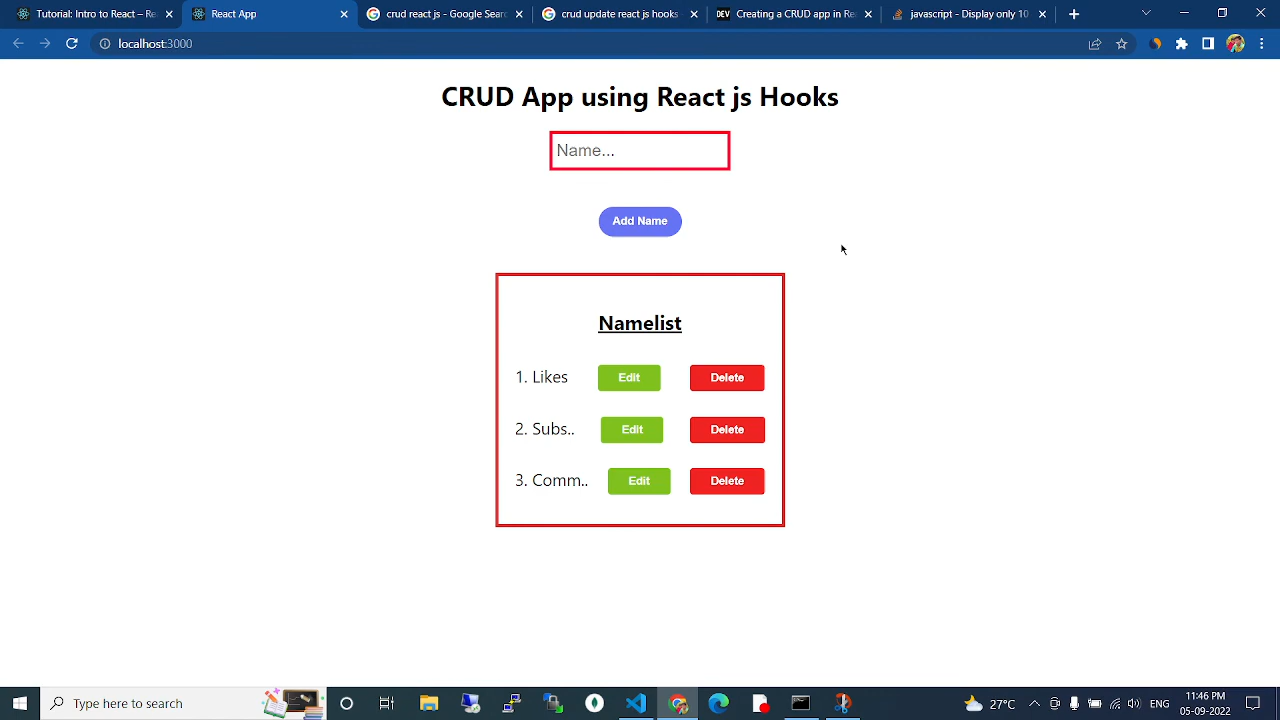 Tutorial: Intro to React – Reac
React App
crud react js - Google Searc
crud update react js hooks
DEV
Creating a CRUD app in Rea
javascript - Display only 10
localhost:3000
CRUD App using React js Hooks
Name...
Add Name
Namelist
1. Likes Edit Delete
2. Subs.. Edit Delete
3. Comm.. Edit Delete
Type here to search
ENG
11:46 PM
05-09-2022